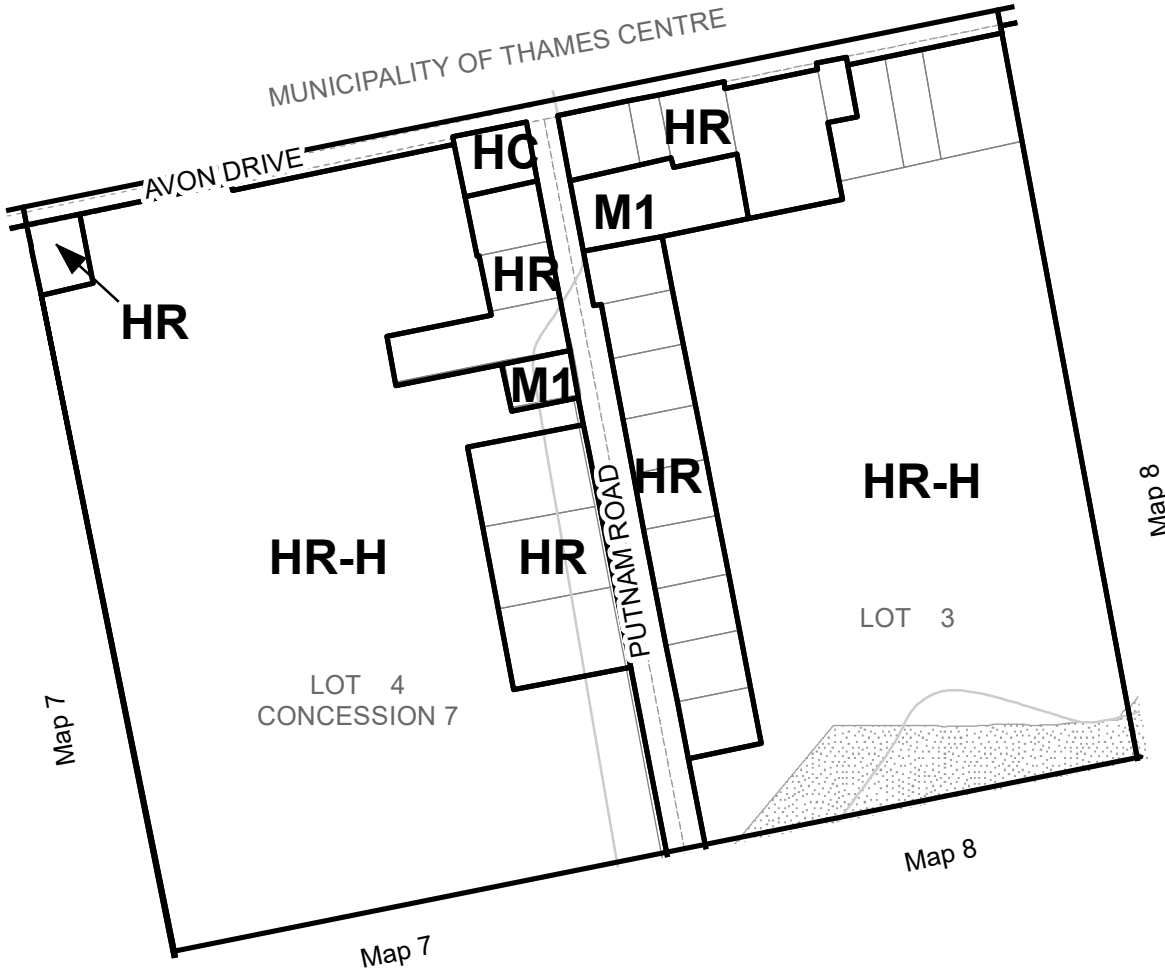 MUNICIPALITY OF THAMES CENTRE
AVON DRIVE
HC
HR
M1
HR
HR
M1
HR
HR
HR-H
HR-H
PUTNAM ROAD
LOT 3
LOT 4
CONCESSION 7
Map 8
Map 7
Map 8
Map 7